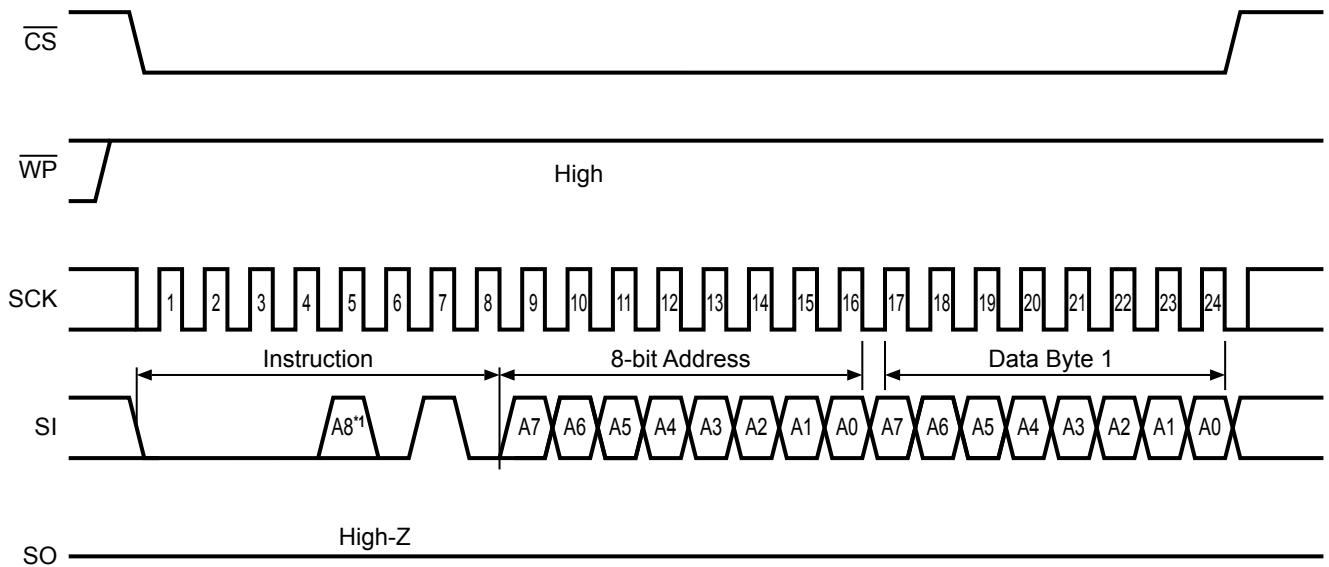 CS
WP
High
SCK
1 2 3 4 5 6 7 8 9 10 11 12 13 14 15 16 17 18 19 20 21 22 23 24
Instruction 8-bit Address Data Byte 1
SI
A8*1 A7 A6 A5 A4 A3 A2 A1 A0 A7 A6 A5 A4 A3 A2 A1 A0
High-Z
SO